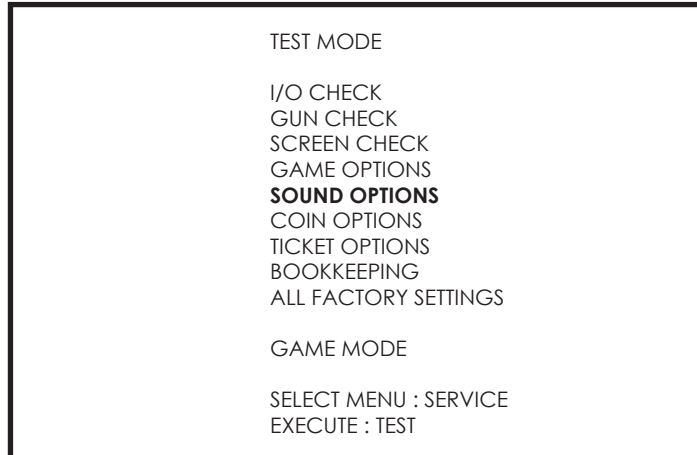 TEST MODE
I/O CHECK
GUN CHECK
SCREEN CHECK
GAME OPTIONS
SOUND OPTIONS
COIN OPTIONS
TICKET OPTIONS
BOOKKEEPING
ALL FACTORY SETTINGS
GAME MODE
SELECT MENU : SERVICE
EXECUTE : TEST